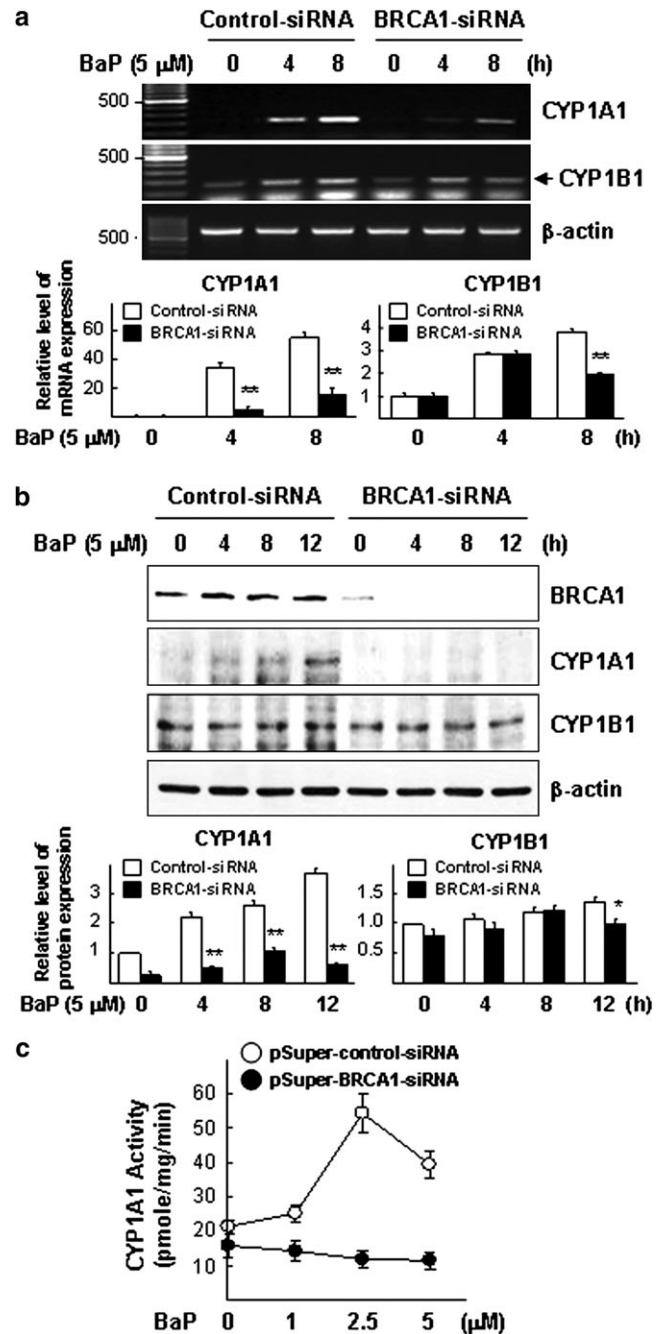 a
Control-siRNA BRCA1-siRNA
BaP (5 µM) 0 4 8 0 4 8 (h)
500
CYP1A1
500
CYP1B1
500
β-actin
CYP1A1
CYP1B1
Relative level of
mRNA expression
60
40
20
Control-siRNA
BRCA1-siRNA
**
**
4
3
2
1
Control-siRNA
BRCA1-siRNA
**
BaP (5 µM) 0 4 8 0 4 8 (h)
b
Control-siRNA BRCA1-siRNA
BaP (5 µM) 0 4 8 12 0 4 8 12 (h)
BRCA1
CYP1A1
CYP1B1
β-actin
CYP1A1
CYP1B1
Relative level of
protein expression
3
2
1
Control-siRNA
BRCA1-siRNA
**
**
**
1.5
1.0
0.5
Control-siRNA
BRCA1-siRNA
*
BaP (5 µM) 0 4 8 12 0 4 8 12 (h)
c
pSuper-control-siRNA
pSuper-BRCA1-siRNA
CYP1A1 Activity
(pmole/mg/min)
60
50
40
30
20
10
BaP 0 1 2.5 5 (µM)